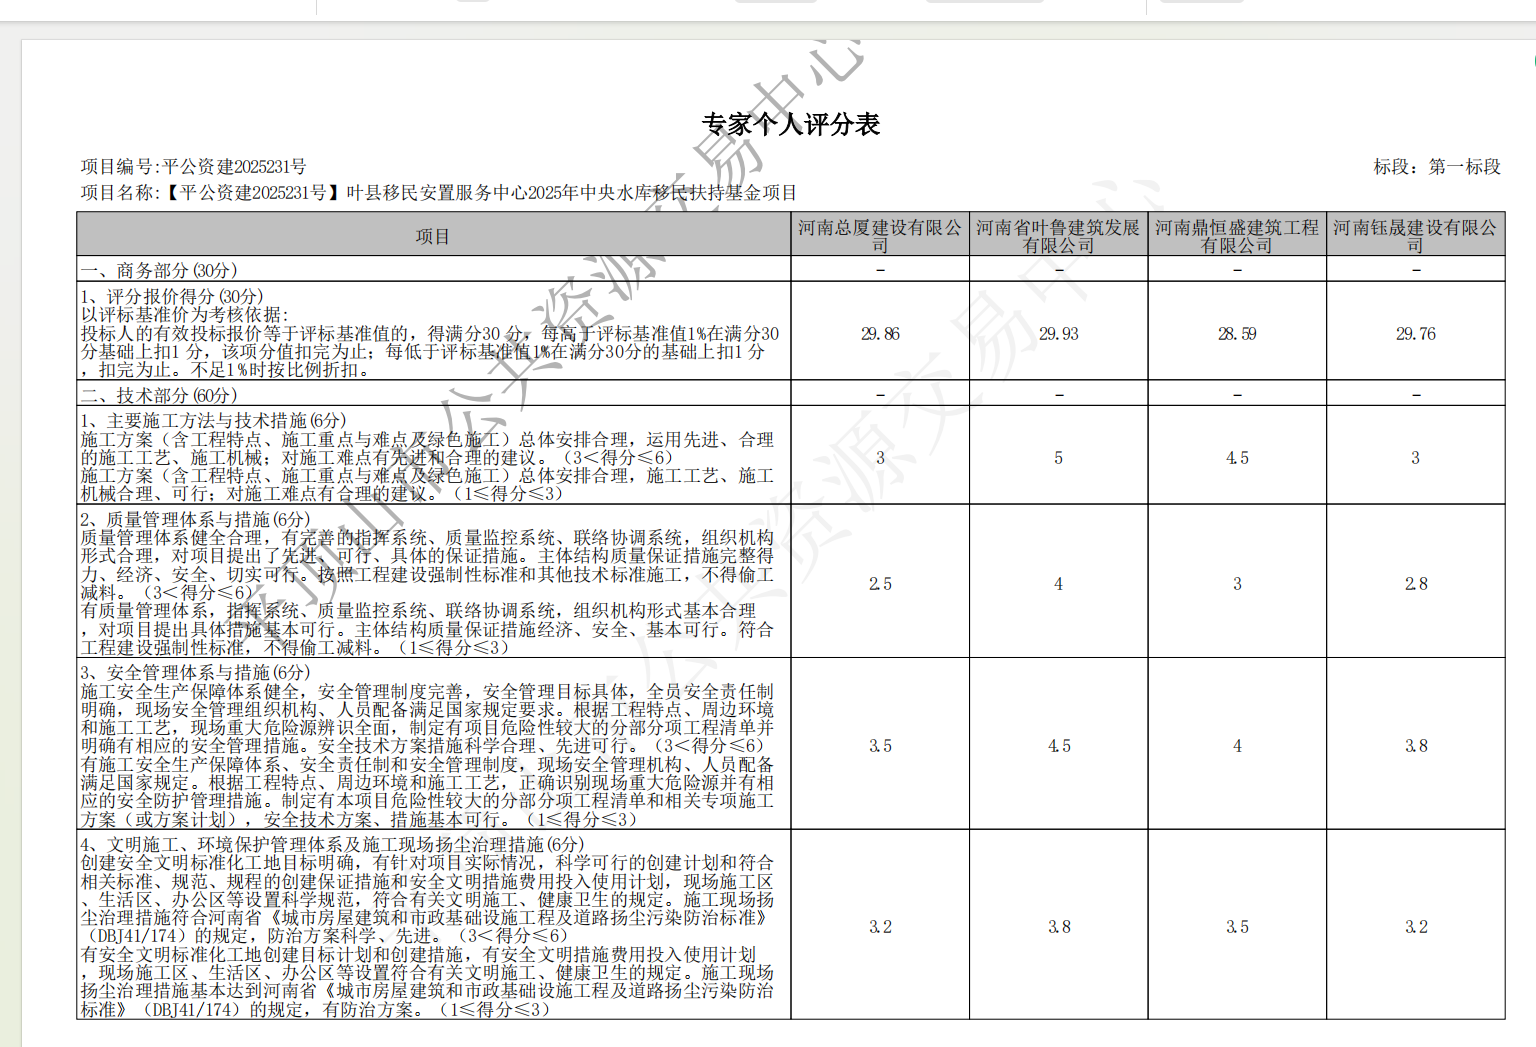 专家个人评分表
项目编号:平公资建2025231号
标段：第一标段
项目名称:【平公资建2025231号】叶县移民安置服务中心2025年中央水库移民扶持基金项目
项目
河南总厦建设有限公
司
河南省叶鲁建筑发展
有限公司
河南鼎恒盛建筑工程
有限公司
河南钰晟建设有限公
司
一、商务部分(30分)
- - - -
1、评分报价得分(30分)
以评标基准价为考核依据:
投标人的有效投标报价等于评标基准值的，得满分30 分，每高于评标基准值1%在满分30
分基础上扣1 分，该项分值扣完为止；每低于评标基准值1%在满分30分的基础上扣1 分
，扣完为止。不足1%时按比例折扣。
29.86 29.93 28.59 29.76
二、技术部分(60分)
- - - -
1、主要施工方法与技术措施(6分)
施工方案（含工程特点、施工重点与难点及绿色施工）总体安排合理，运用先进、合理
的施工工艺、施工机械；对施工难点有先进和合理的建议。（3＜得分≤6）
施工方案（含工程特点、施工重点与难点及绿色施工）总体安排合理，施工工艺、施工
机械合理、可行；对施工难点有合理的建议。（1≤得分≤3）
3 5 4.5 3
2、质量管理体系与措施(6分)
质量管理体系健全合理，有完善的指挥系统、质量监控系统、联络协调系统，组织机构
形式合理，对项目提出了先进、可行、具体的保证措施。主体结构质量保证措施完整得
力、经济、安全、切实可行。按照工程建设强制性标准和其他技术标准施工，不得偷工
减料。（3＜得分≤6）
有质量管理体系，指挥系统、质量监控系统、联络协调系统，组织机构形式基本合理
，对项目提出具体措施基本可行。主体结构质量保证措施经济、安全、基本可行。符合
工程建设强制性标准，不得偷工减料。（1≤得分≤3）
2.5 4 3 2.8
3、安全管理体系与措施(6分)
施工安全生产保障体系健全，安全管理制度完善，安全管理目标具体，全员安全责任制
明确，现场安全管理组织机构、人员配备满足国家规定要求。根据工程特点、周边环境
和施工工艺，现场重大危险源辨识全面，制定有项目危险性较大的分部分项工程清单并
明确有相应的安全管理措施。安全技术方案措施科学合理、先进可行。（3＜得分≤6）
有施工安全生产保障体系、安全责任制和安全管理制度，现场安全管理机构、人员配备
满足国家规定。根据工程特点、周边环境和施工工艺，正确识别现场重大危险源并有相
应的安全防护管理措施。制定有本项目危险性较大的分部分项工程清单和相关专项施工
方案（或方案计划），安全技术方案、措施基本可行。（1≤得分≤3）
3.5 4.5 4 3.8
4、文明施工、环境保护管理体系及施工现场扬尘治理措施(6分)
创建安全文明标准化工地目标明确，有针对项目实际情况，科学可行的创建计划和符合
相关标准、规范、规程的创建保证措施和安全文明措施费用投入使用计划，现场施工区
、生活区、办公区等设置科学规范，符合有关文明施工、健康卫生的规定。施工现场扬
尘治理措施符合河南省《城市房屋建筑和市政基础设施工程及道路扬尘污染防治标准》
（DBJ41/174）的规定，防治方案科学、先进。（3＜得分≤6）
有安全文明标准化工地创建目标计划和创建措施，有安全文明措施费用投入使用计划
，现场施工区、生活区、办公区等设置符合有关文明施工、健康卫生的规定。施工现场
扬尘治理措施基本达到河南省《城市房屋建筑和市政基础设施工程及道路扬尘污染防治
标准》（DBJ41/174）的规定，有防治方案。（1≤得分≤3）
3.2 3.8 3.5 3.2
平顶山市公共资源交易中心
公共资源交易中心